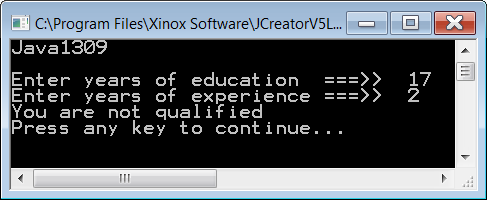 C:\Program Files\Xinox Software\JCreatorV5L...
Java1309
Enter years of education  ===>>  17
Enter years of experience ===>>  2
You are not qualified
Press any key to continue...